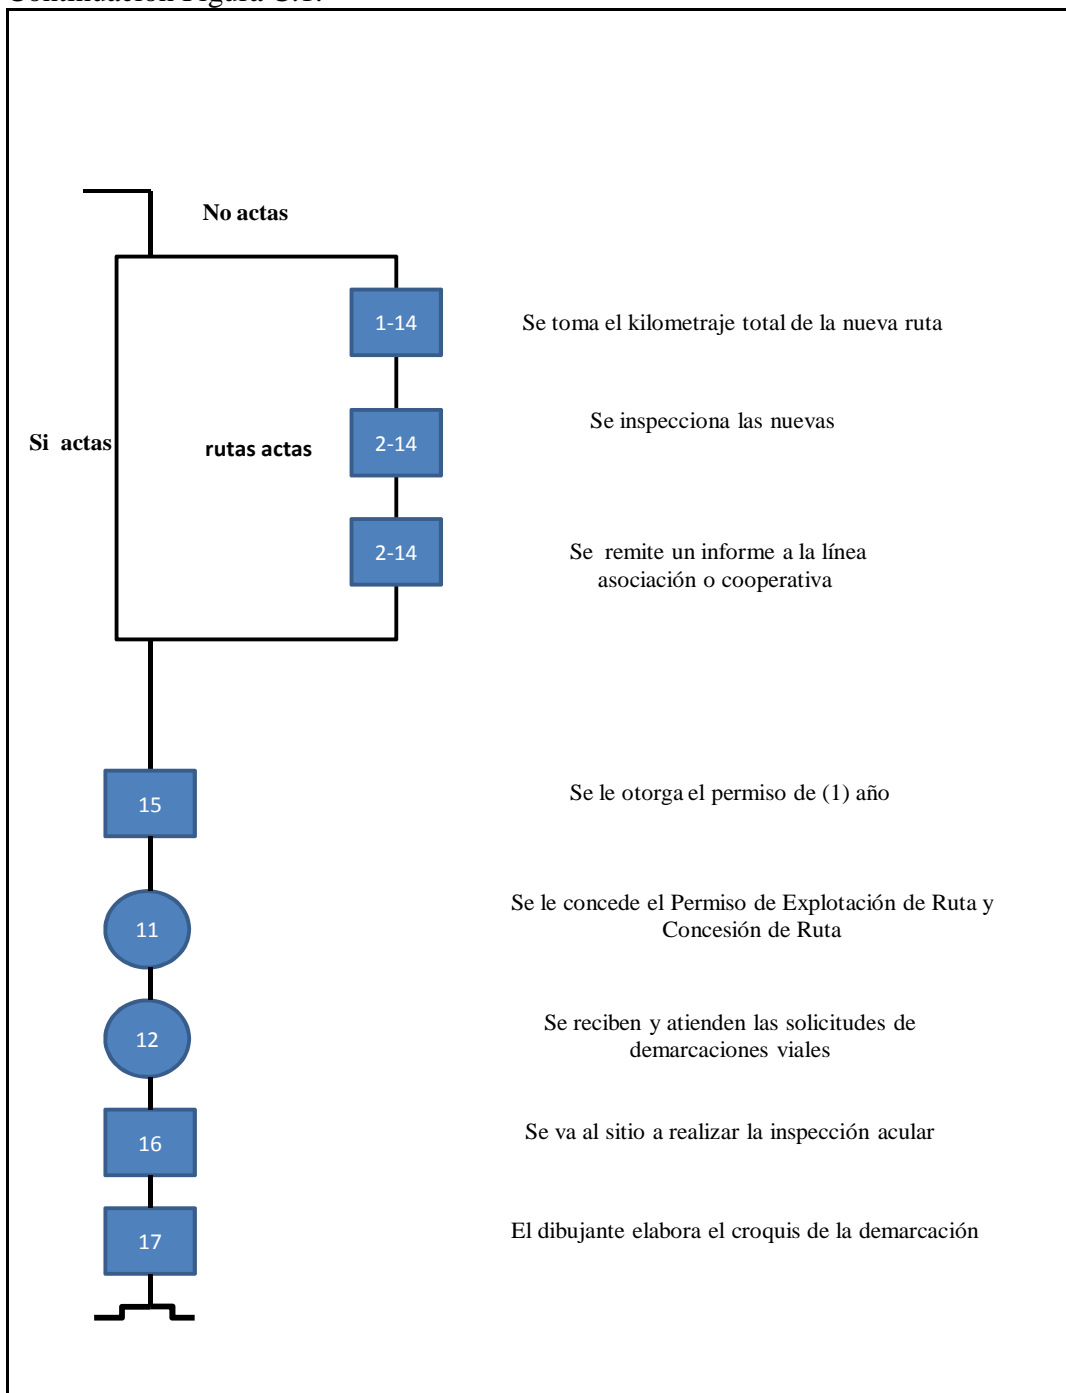 Continuación Figura C.1.
No actas
1-14
Se toma el kilometraje total de la nueva ruta
Si actas
rutas actas
2-14
Se inspecciona las nuevas
2-14
Se remite un informe a la línea
asociación o cooperativa
15
Se le otorga el permiso de (1) año
11
Se le concede el Permiso de Explotación de Ruta y
Concesión de Ruta
12
Se reciben y atienden las solicitudes de
demarcaciones viales
16
Se va al sitio a realizar la inspección acular
17
El dibujante elabora el croquis de la demarcación